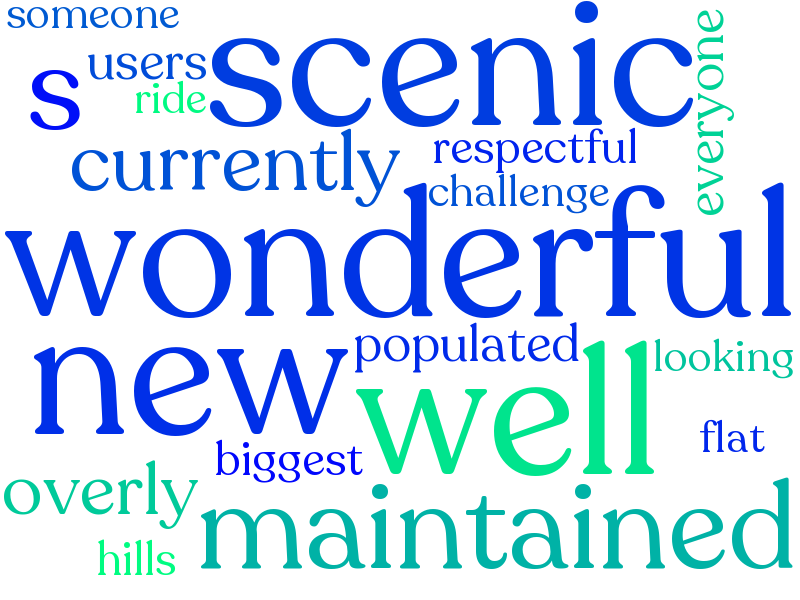 someone
scenic
everyone
users
s
ride
currently
respectful
challenge
wonderful
new
populated
well
looking
flat
biggest
overly
maintained
hills